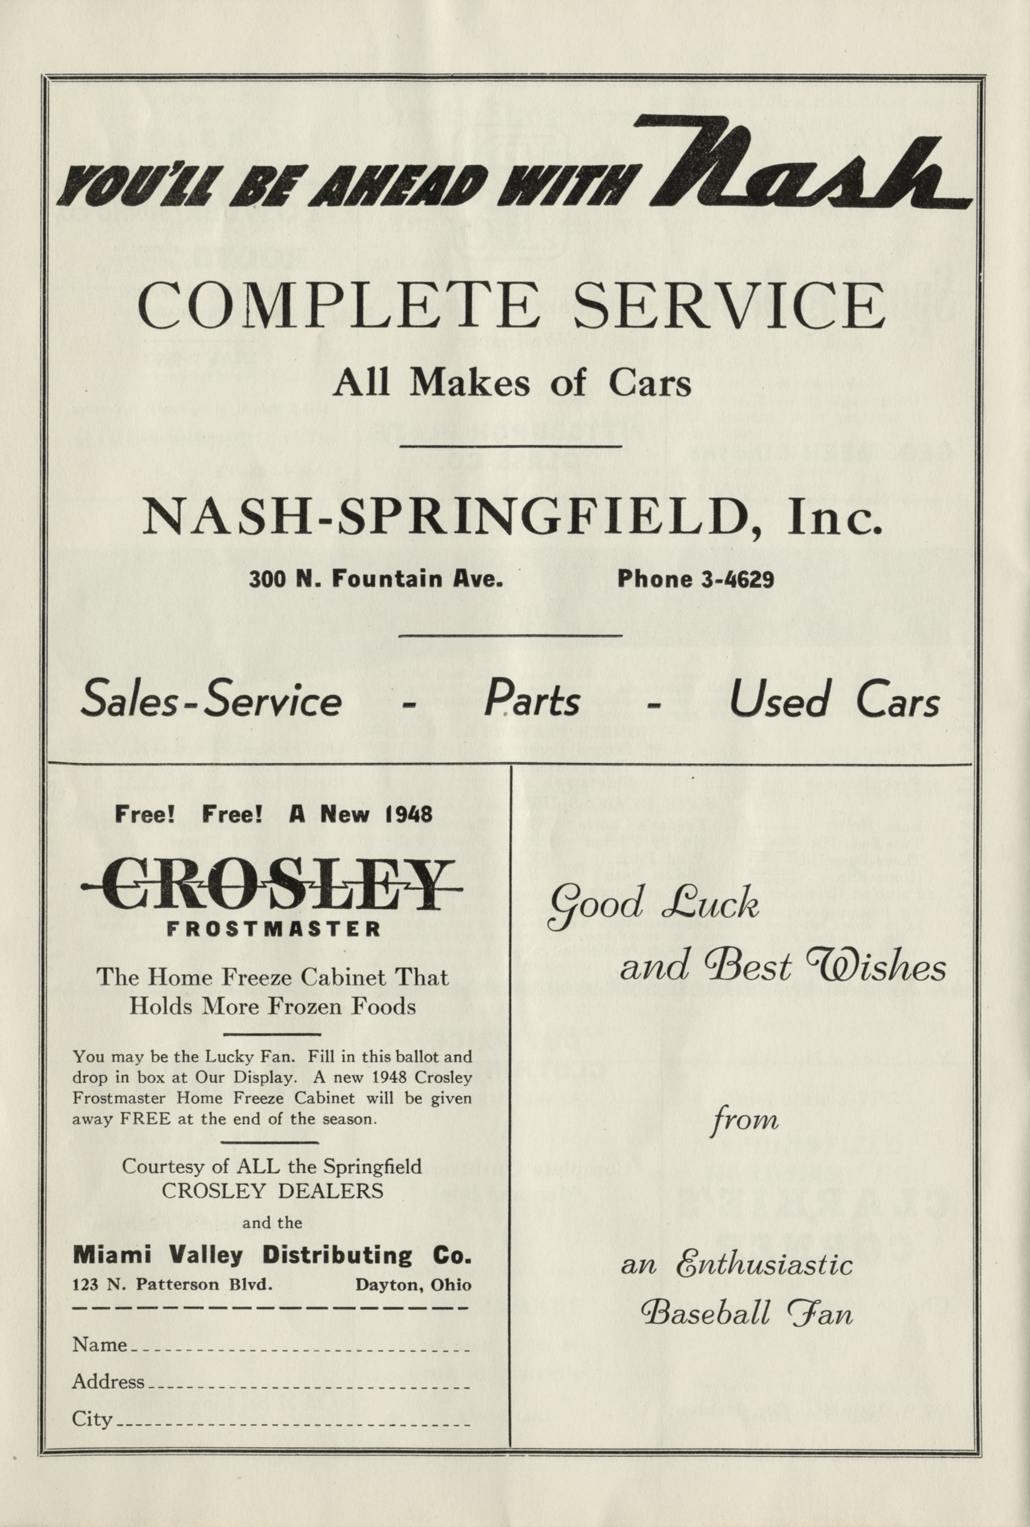 YOU'LL BE AHEAD WITH Nash
COMPLETE SERVICE
All Makes of Cars
NASH-SPRINGFIELD, Inc.
300 N. Fountain Ave. Phone 3-4629
Sales-Service - Parts - Used Cars
Free! Free! A New 1948
CROSLEY
FROSTMASTER
The Home Freeze Cabinet That
Holds More Frozen Foods
You may be the Lucky Fan. Fill in this ballot and
drop in box at Our Display. A new 1948 Crosley
Frostmaster Home Freeze Cabinet will be given
away FREE at the end of the season.
Courtesy of ALL the Springfield
CROSLEY DEALERS
and the
Miami Valley Distributing Co.
123 N. Patterson Blvd. Dayton, Ohio
Name
Address
City
Good Luck
and Best Wishes
from
an Enthusiastic
Baseball Fan